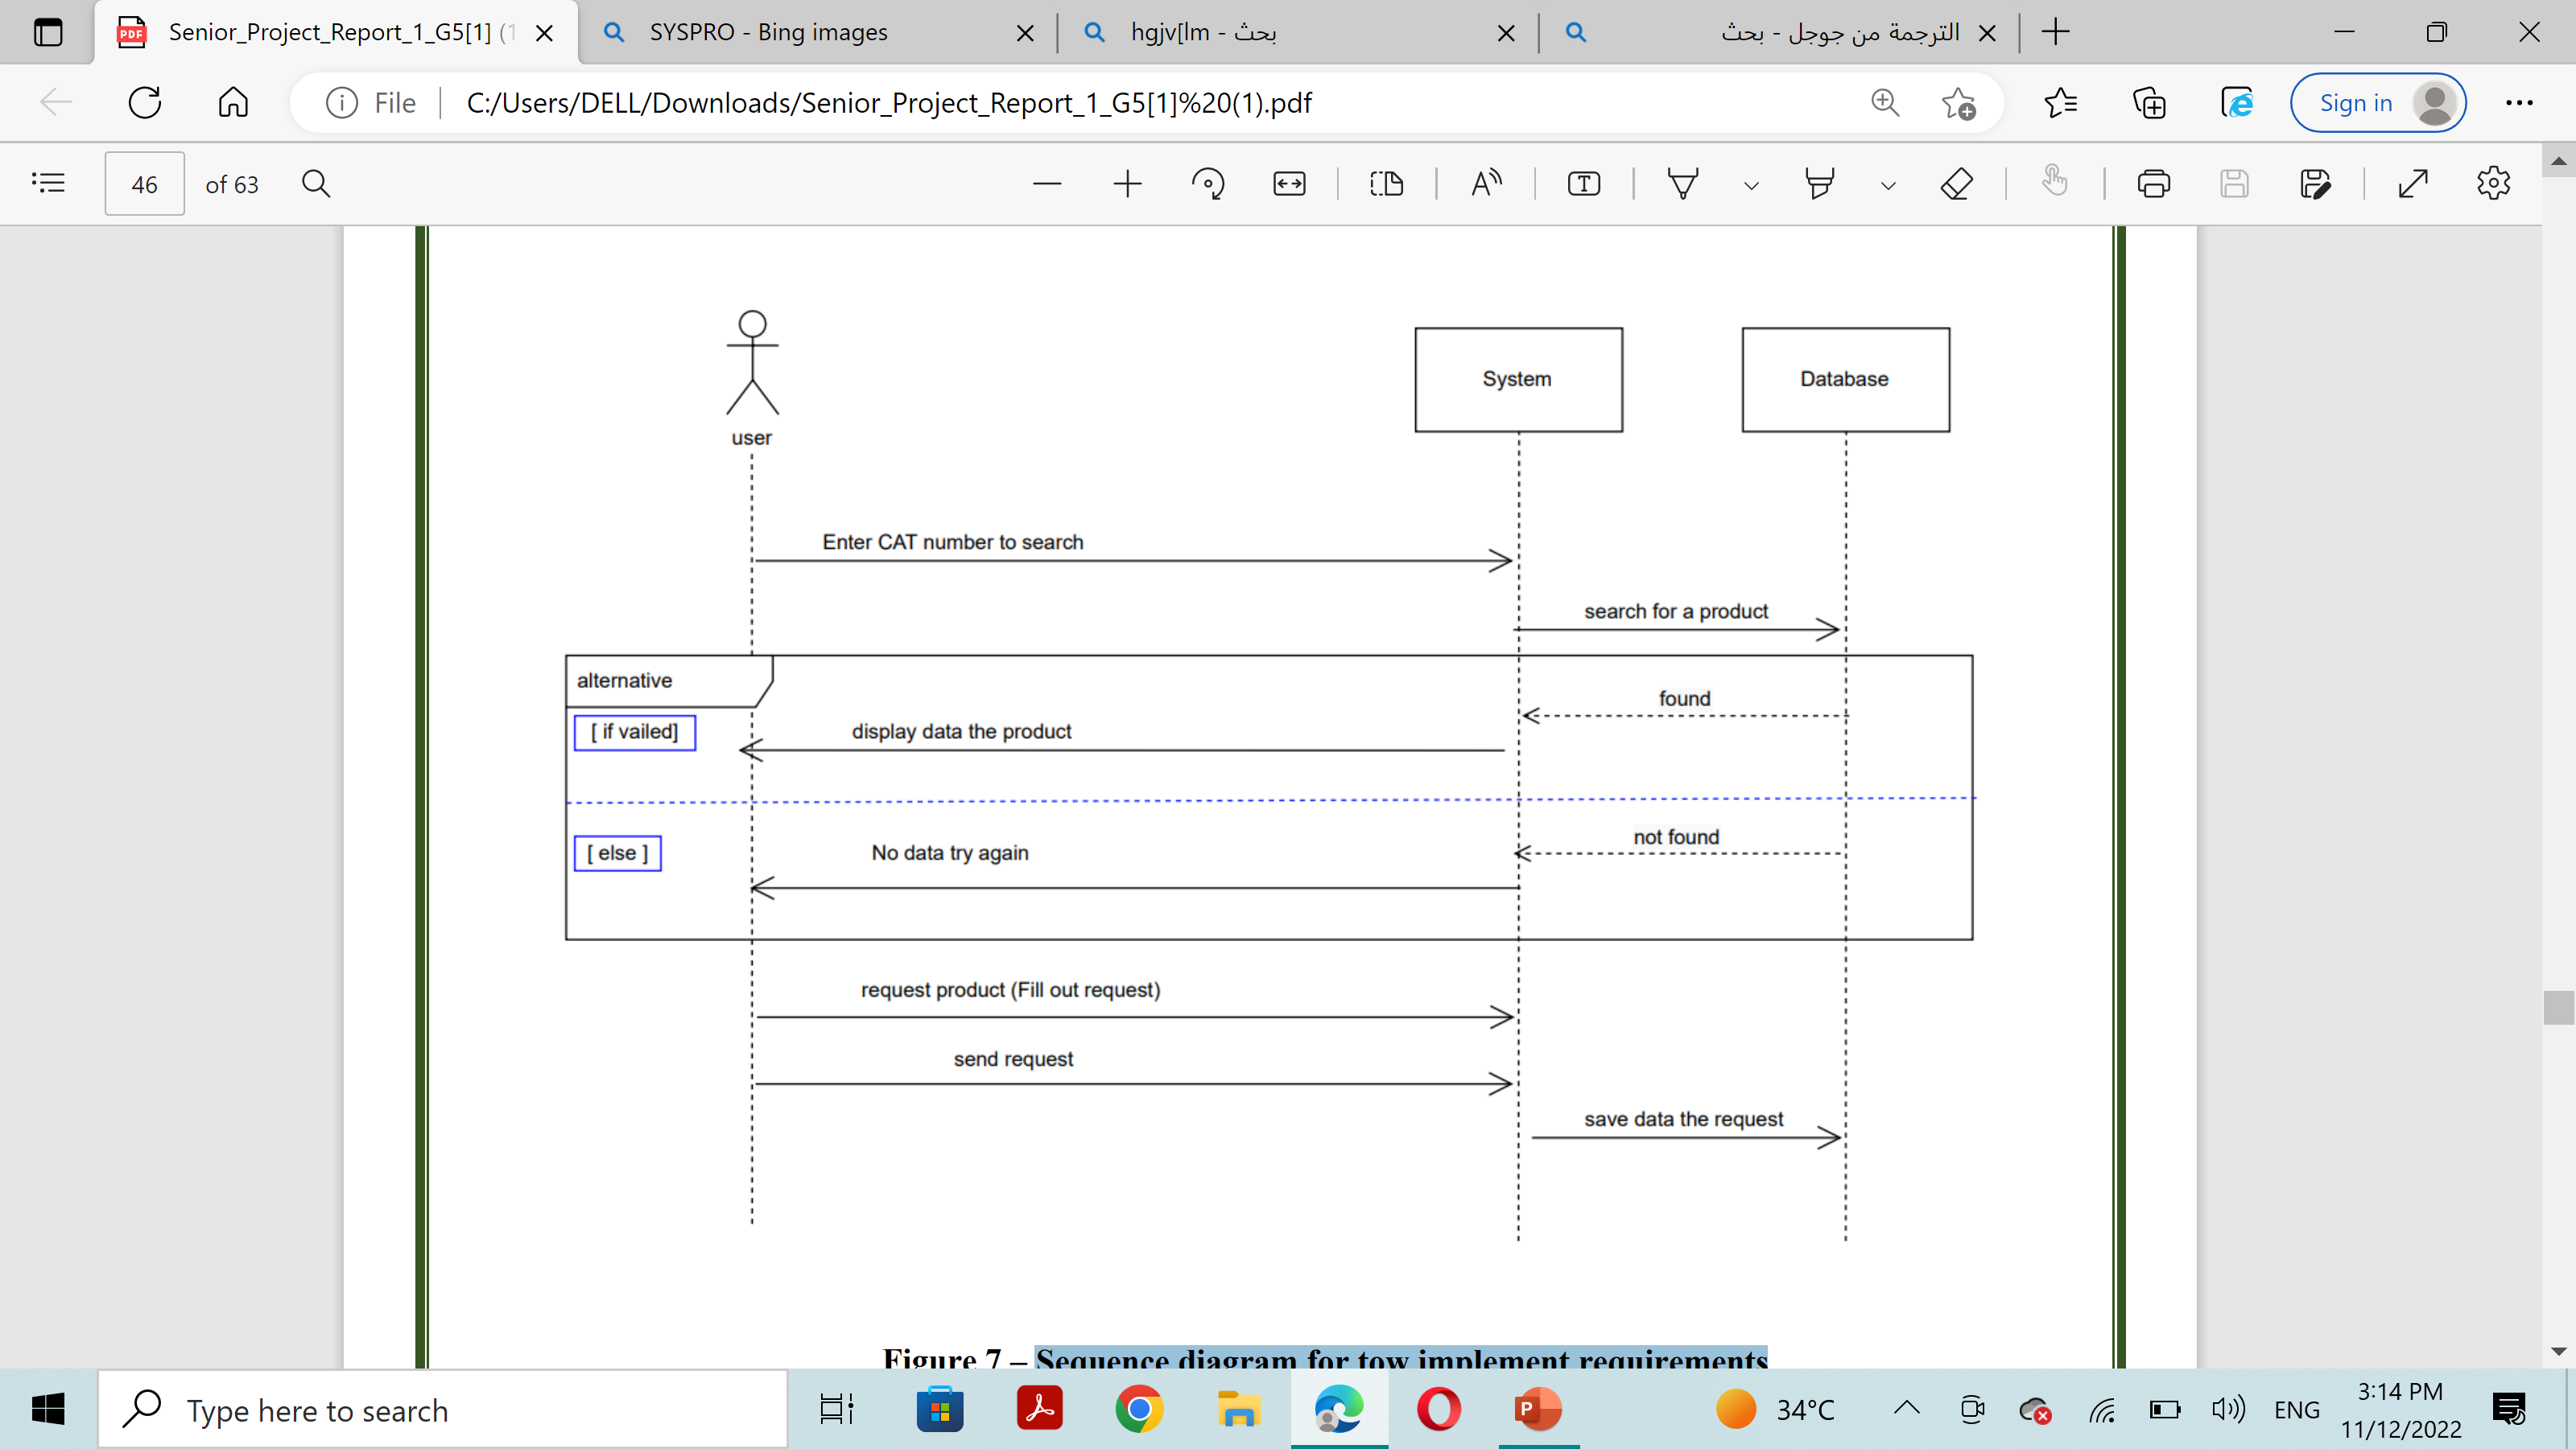 Senior_Project_Report_1_G5[1] (1
SYSPRO - Bing images
hgjv[lm - بحث
الترجمة من جوجل - بحث
File
C:/Users/DELL/Downloads/Senior_Project_Report_1_G5[1]%20(1).pdf
Sign in
46 of 63
user
System
Database
Enter CAT number to search
search for a product
alternative
found
[ if vailed]
display data the product
not found
[ else ]
No data try again
request product (Fill out request)
send request
save data the request
Figure 7 – Sequence diagram for tow implement requirements
Type here to search
34°C
ENG
3:14 PM
11/12/2022